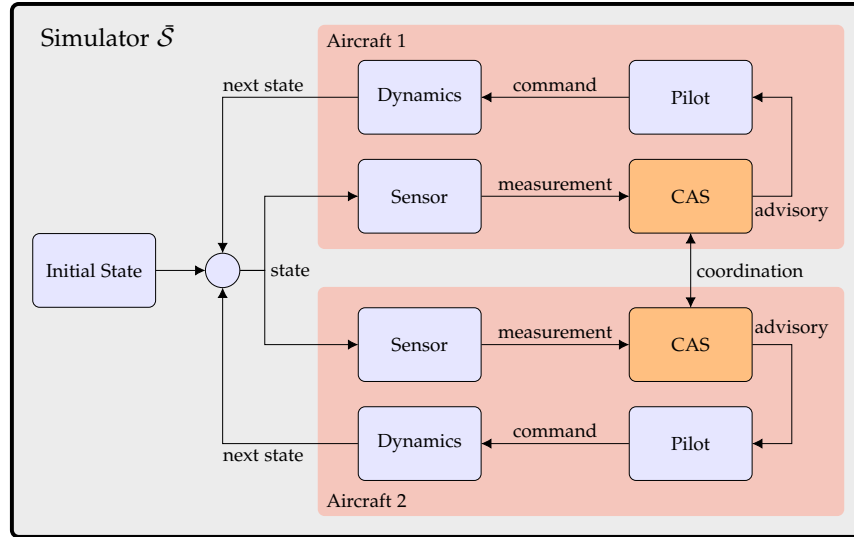 Simulator S̄
Aircraft 1
next state
Dynamics
command
Pilot
Sensor
measurement
CAS
advisory
Initial State
state
coordination
Sensor
measurement
CAS
advisory
Dynamics
command
Pilot
next state
Aircraft 2